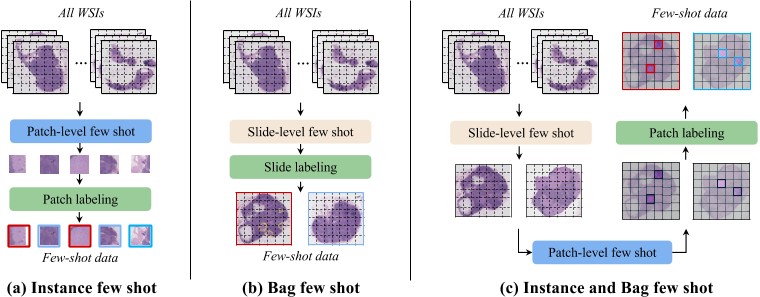 All WSIs
...
Patch-level few shot
Patch labeling
Few-shot data
(a) Instance few shot
All WSIs
...
Slide-level few shot
Slide labeling
Few-shot data
(b) Bag few shot
All WSIs
...
Slide-level few shot
Patch-level few shot
Patch labeling
Few-shot data
(c) Instance and Bag few shot